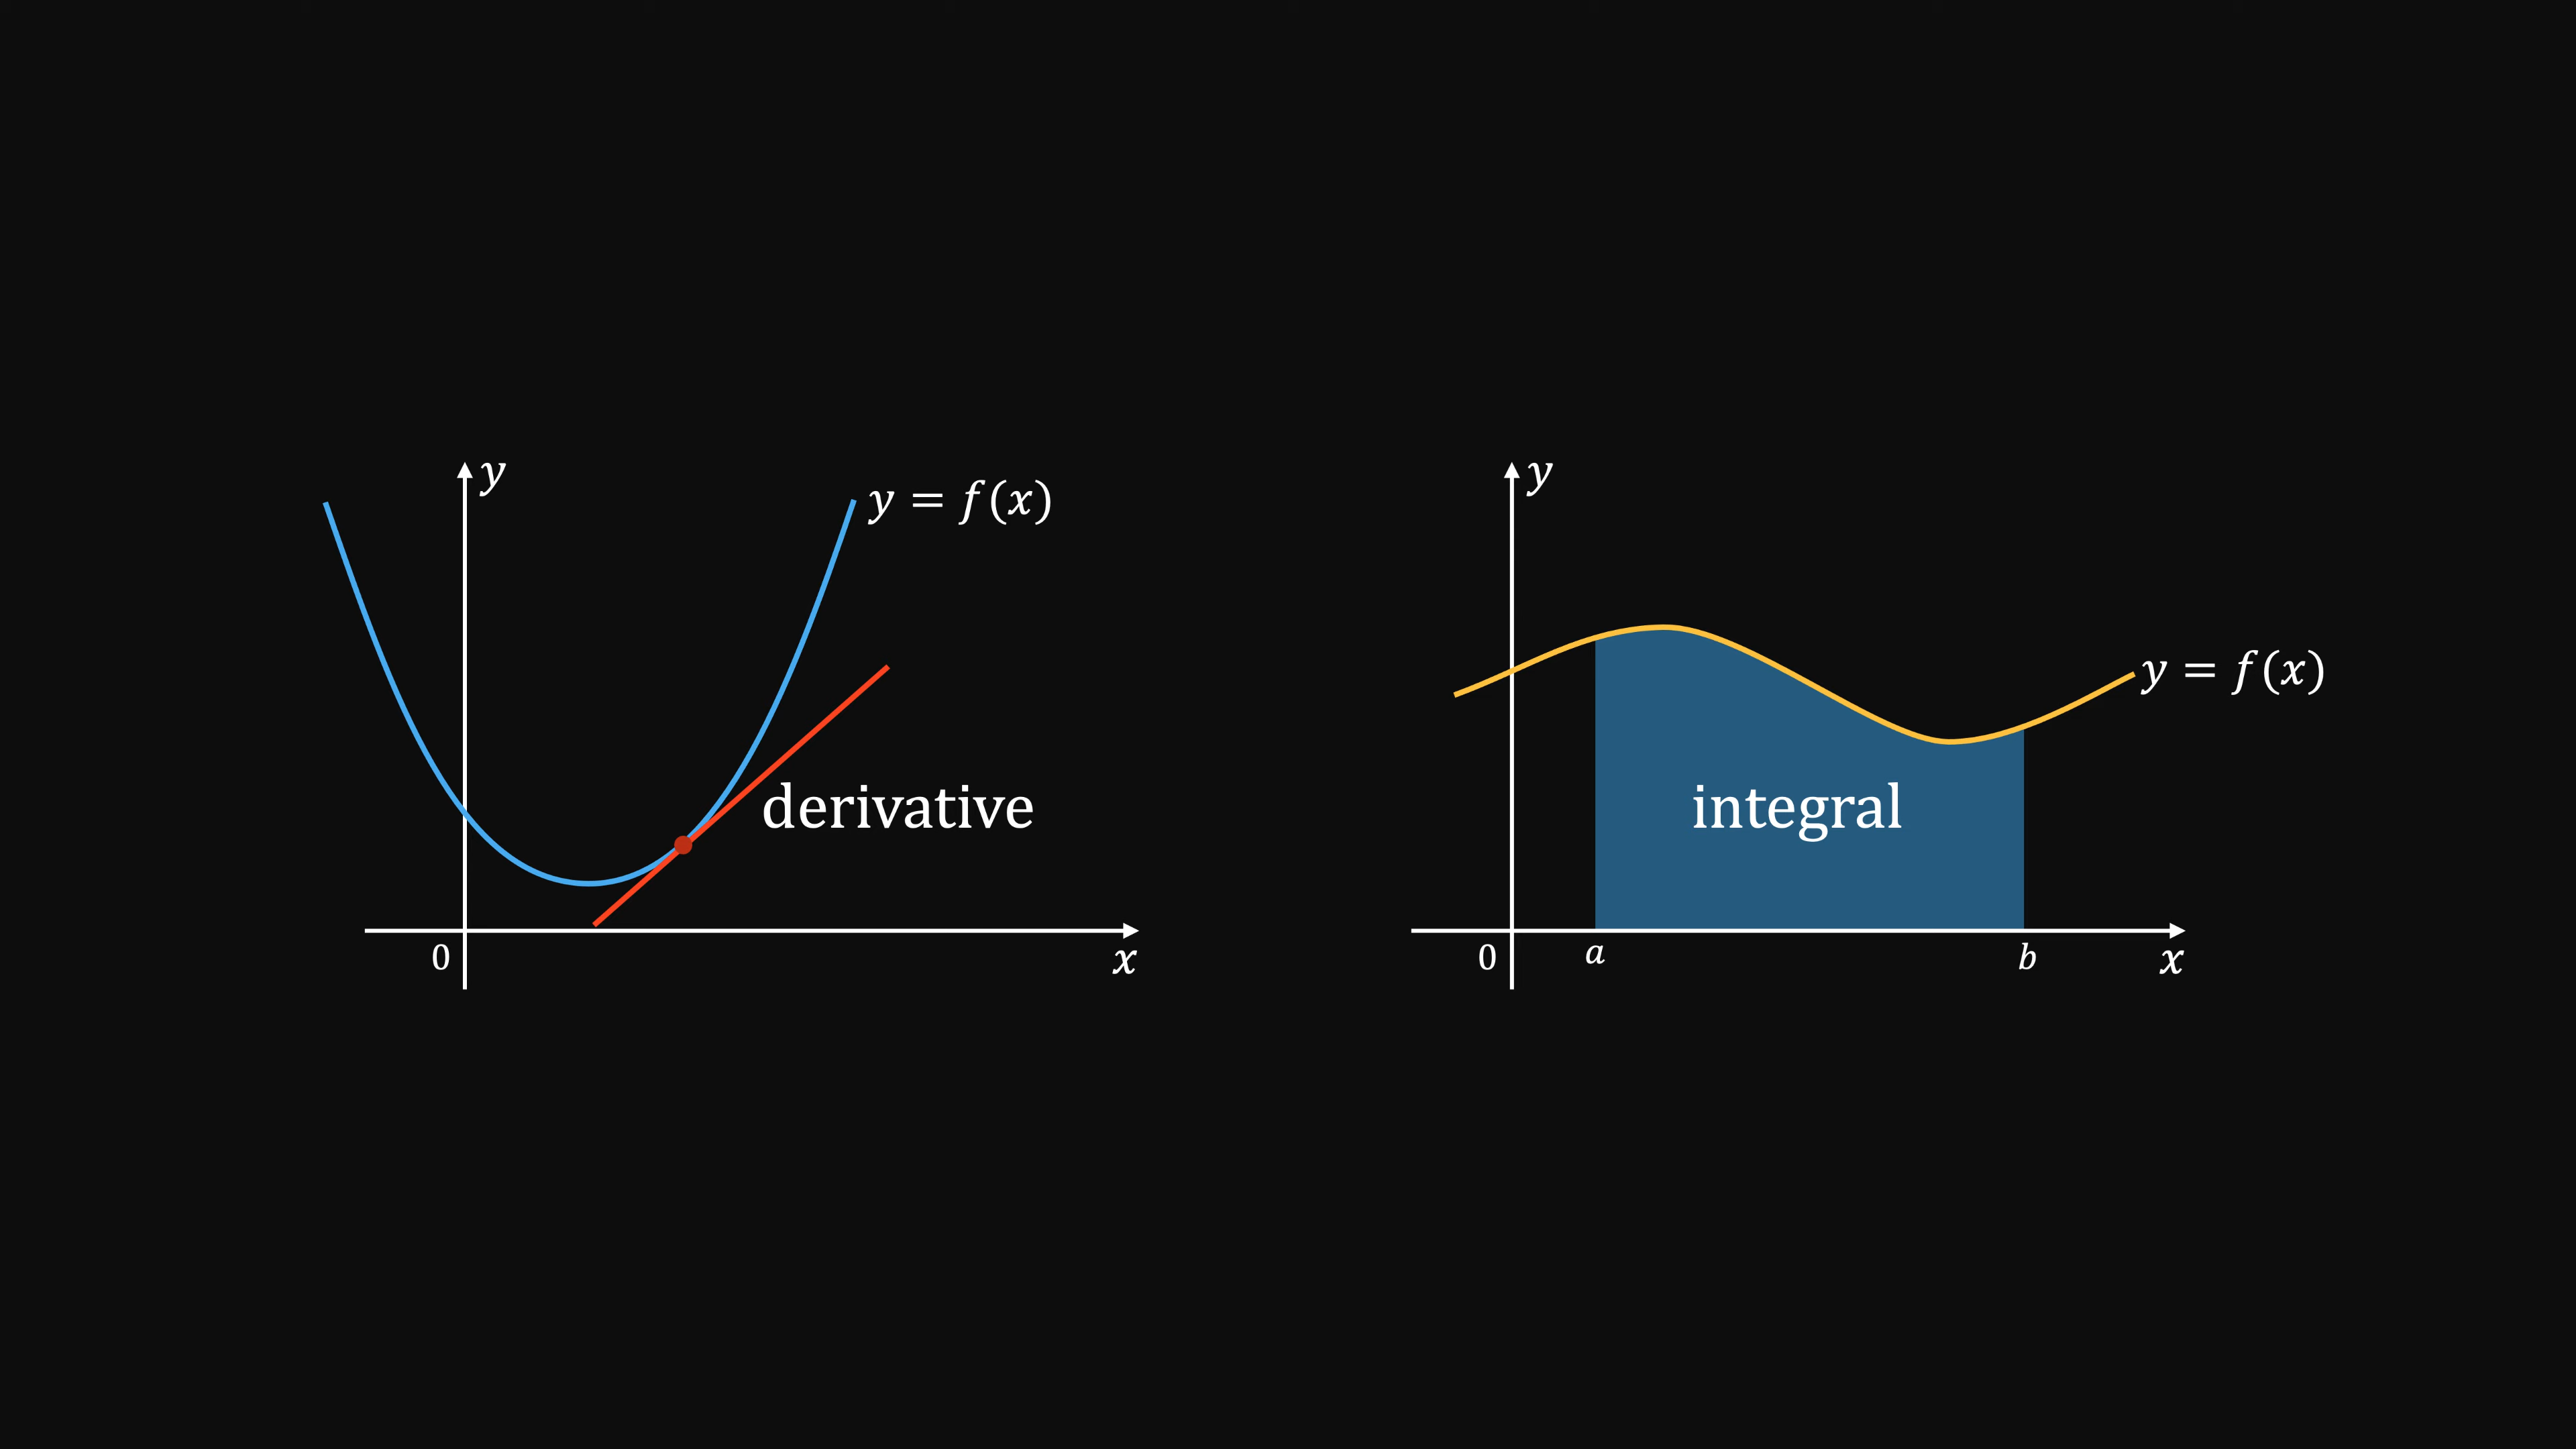 y
y = f(x)
derivative
0
x
y
y = f(x)
integral
0
a
b
x